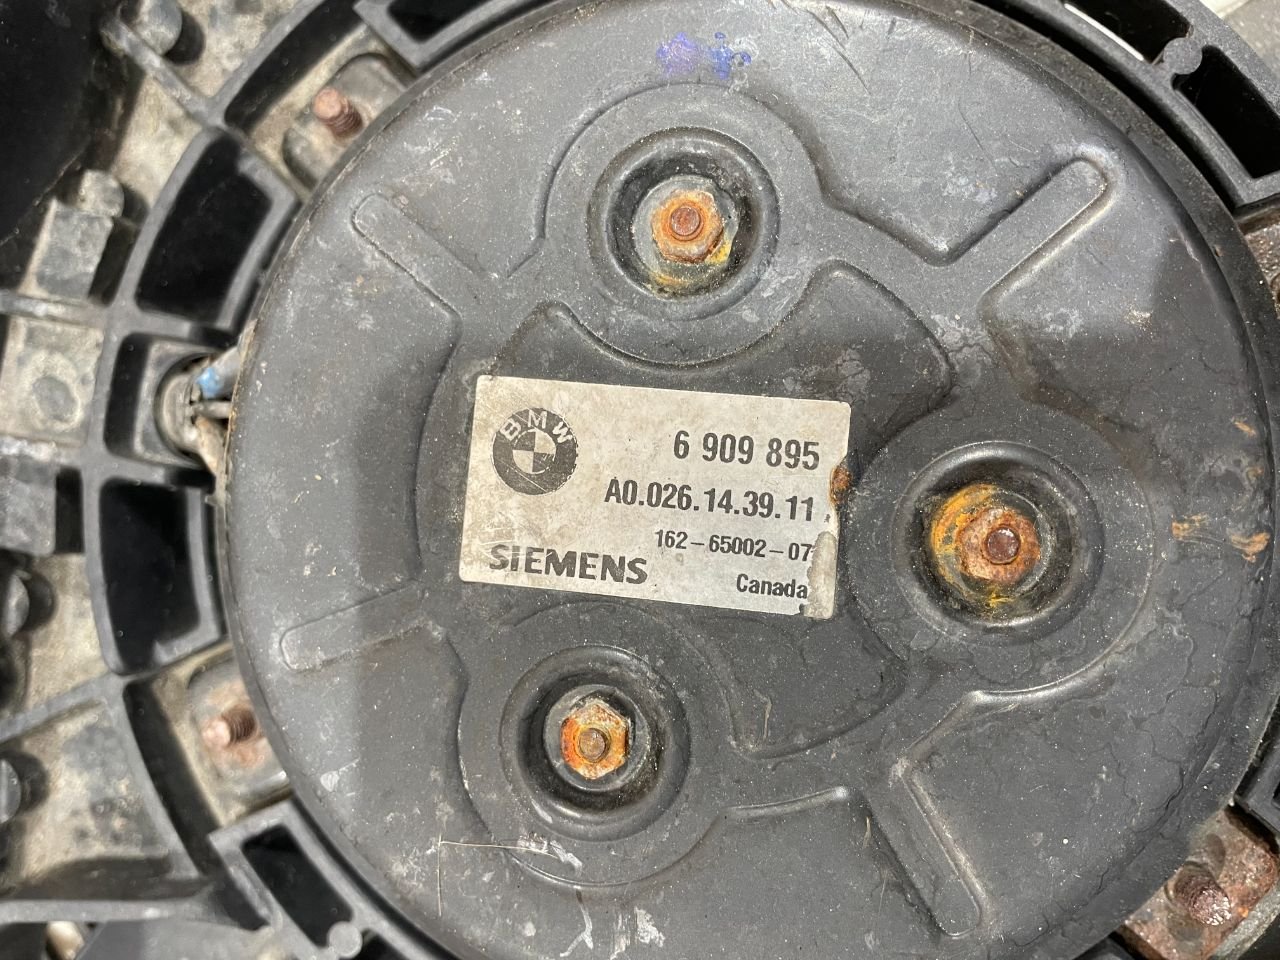 BMW
6 909 895
A0.026.14.39.11.
162-65002-07
SIEMENS
Canada